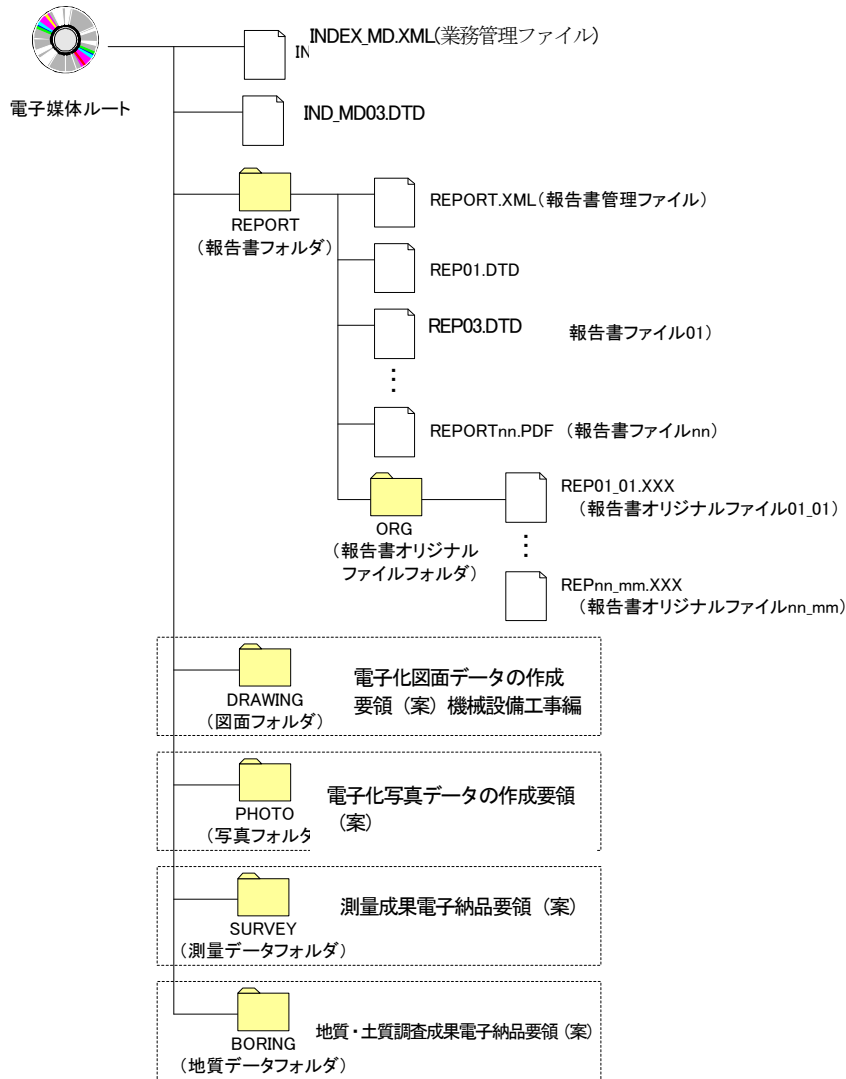 INDEX_MD.XML(業務管理ファイル)
IN
電子媒体ルート
IND_MD03.DTD
REPORT
（報告書フォルダ）
REPORT.XML（報告書管理ファイル）
REP01.DTD
REP03.DTD 報告書ファイル01）
REPORTnn.PDF （報告書ファイルnn）
ORG
（報告書オリジナル
ファイルフォルダ）
REP01_01.XXX
（報告書オリジナルファイル01_01）
REPnn_mm.XXX
（報告書オリジナルファイルnn_mm）
DRAWING
（図面フォルダ）
電子化図面データの作成
要領（案）機械設備工事編
PHOTO
（写真フォルダ
電子化写真データの作成要領
（案）
SURVEY
（測量データフォルダ）
測量成果電子納品要領（案）
BORING
（地質データフォルダ）
地質・土質調査成果電子納品要領（案）